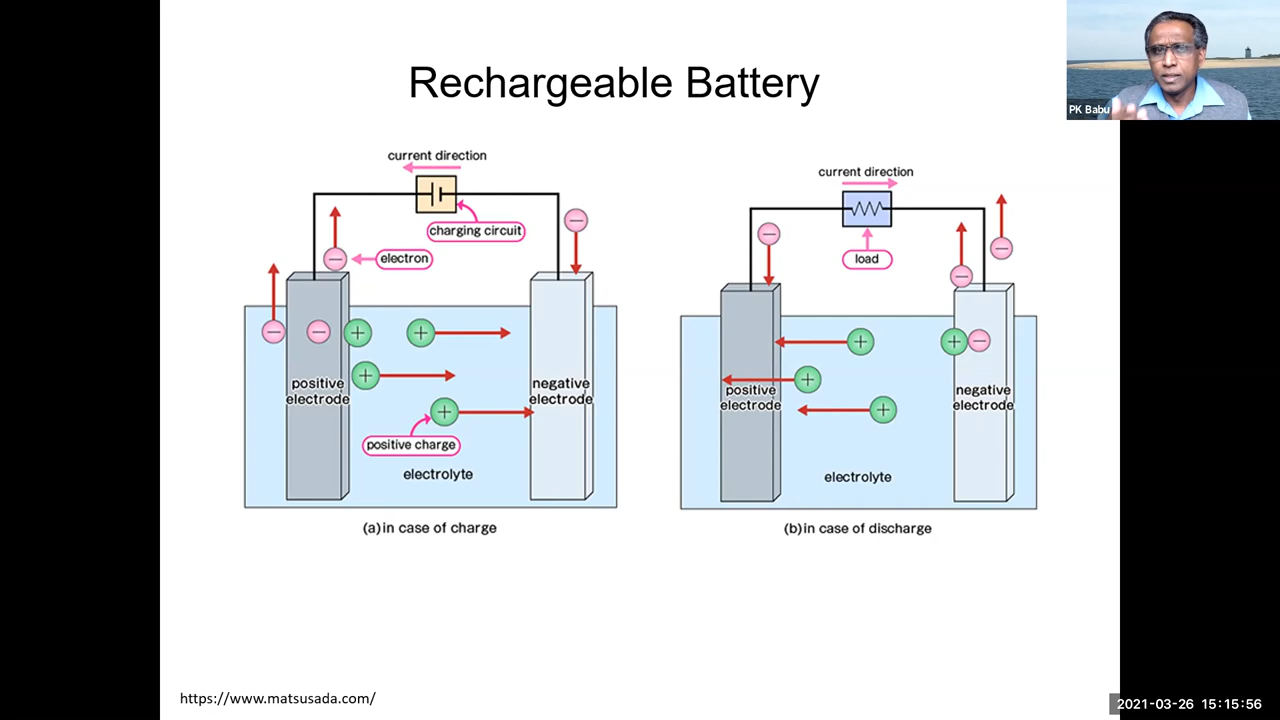 Rechargeable Battery
PK Babu
current direction
charging circuit
electron
positive
electrode
negative
electrode
positive charge
electrolyte
(a)in case of charge
current direction
load
positive
electrode
negative
electrode
electrolyte
(b)in case of discharge
https://www.matsusada.com/
2021-03-26 15:15:56